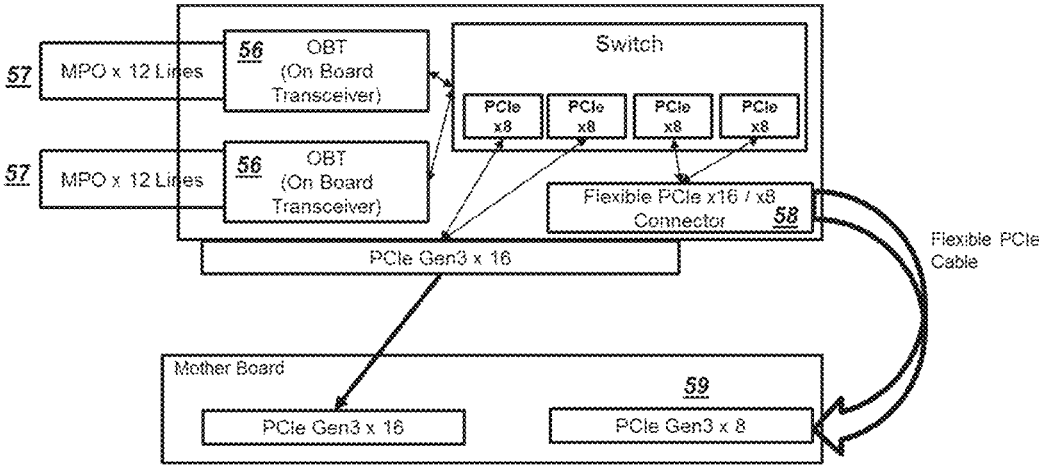 57
MPO x 12 Lines
56
OBT
(On Board
Transceiver)
Switch
PCIe
x8
PCIe
x8
PCIe
x8
PCIe
x8
57
MPO x 12 Lines
56
OBT
(On Board
Transceiver)
Flexible PCIe x16 / x8
Connector
58
PCIe Gen3 x 16
Flexible PCIe
Cable
Mother Board
59
PCIe Gen3 x 16
PCIe Gen3 x 8